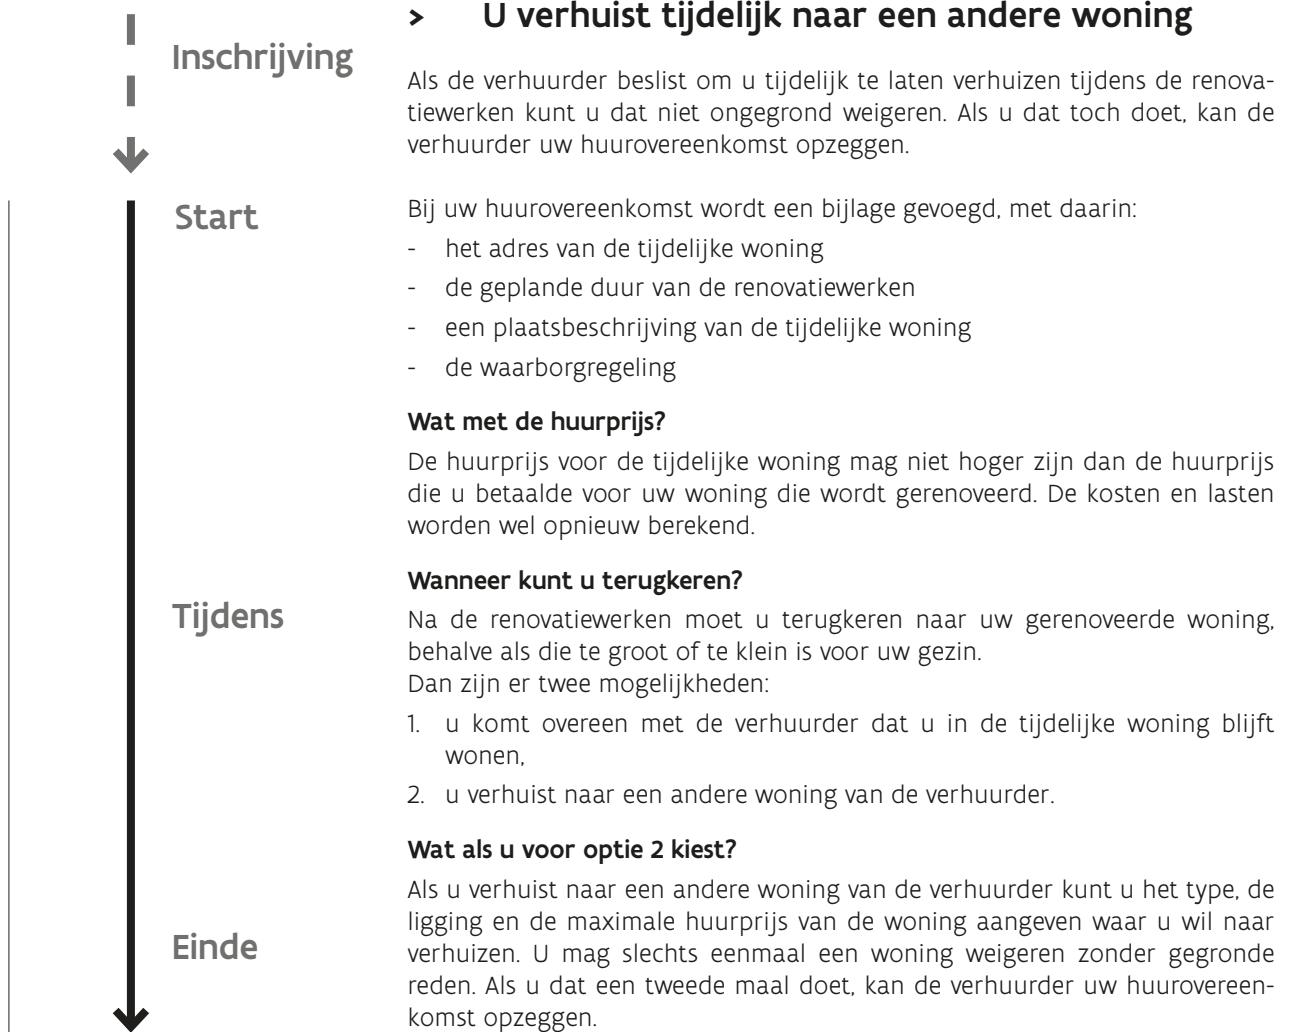 Inschrijving
Start
Tijdens
Einde
> U verhuist tijdelijk naar een andere woning
Als de verhuurder beslist om u tijdelijk te laten verhuizen tijdens de renova-
tiewerken kunt u dat niet ongegrond weigeren. Als u dat toch doet, kan de
verhuurder uw huurovereenkomst opzeggen.
Bij uw huurovereenkomst wordt een bijlage gevoegd, met daarin:
- het adres van de tijdelijke woning
- de geplande duur van de renovatiewerken
- een plaatsbeschrijving van de tijdelijke woning
- de waarborgregeling
Wat met de huurprijs?
De huurprijs voor de tijdelijke woning mag niet hoger zijn dan de huurprijs
die u betaalde voor uw woning die wordt gerenoveerd. De kosten en lasten
worden wel opnieuw berekend.
Wanneer kunt u terugkeren?
Na de renovatiewerken moet u terugkeren naar uw gerenoveerde woning,
behalve als die te groot of te klein is voor uw gezin.
Dan zijn er twee mogelijkheden:
1. u komt overeen met de verhuurder dat u in de tijdelijke woning blijft
wonen,
2. u verhuist naar een andere woning van de verhuurder.
Wat als u voor optie 2 kiest?
Als u verhuist naar een andere woning van de verhuurder kunt u het type, de
ligging en de maximale huurprijs van de woning aangeven waar u wil naar
verhuizen. U mag slechts eenmaal een woning weigeren zonder gegronde
reden. Als u dat een tweede maal doet, kan de verhuurder uw huurovereen-
komst opzeggen.